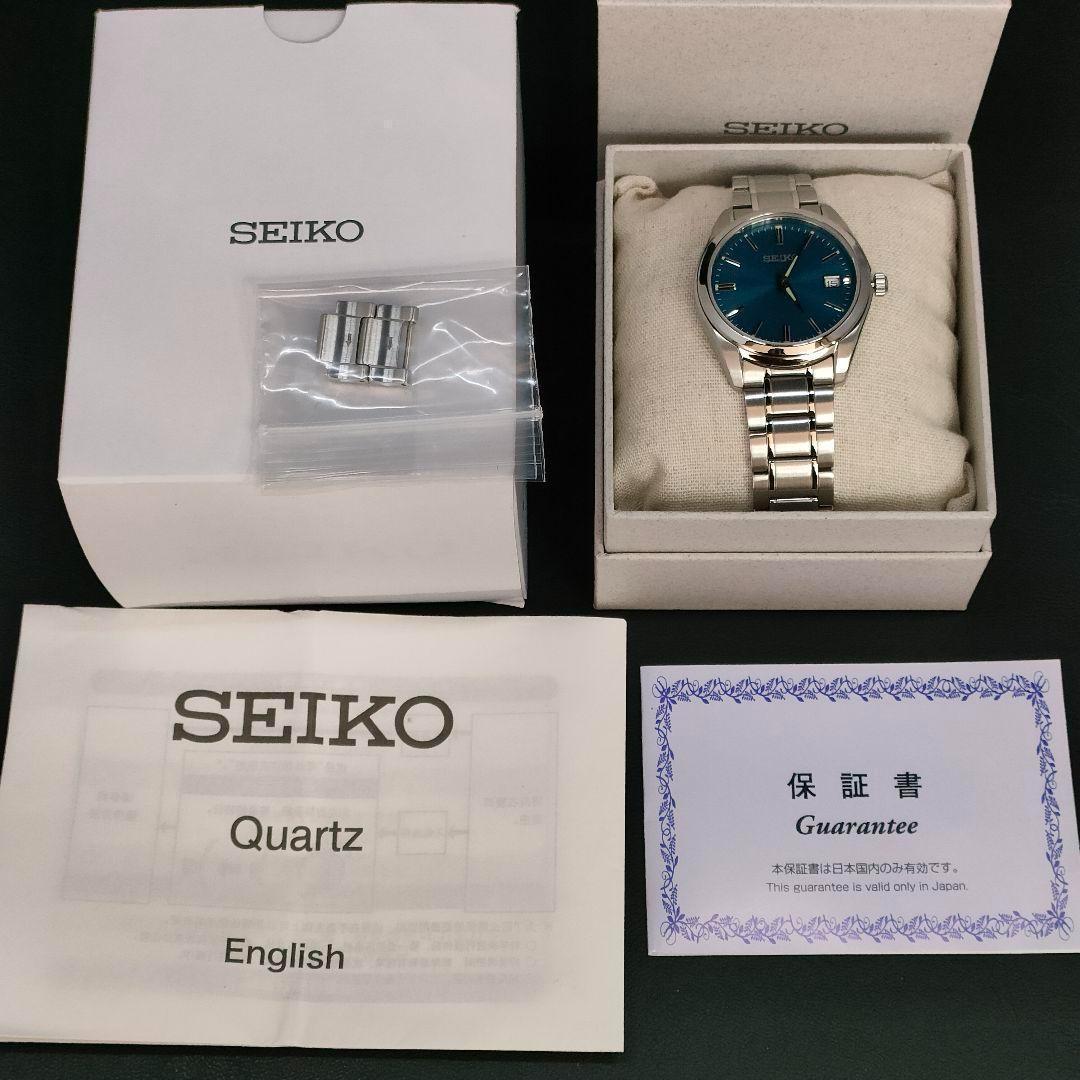 SEIKO
SEIKO
SEIKO
SEIKO
Quartz
English
保証書
Guarantee
本保証書は日本国内のみ有効です。
This guarantee is valid only in Japan.